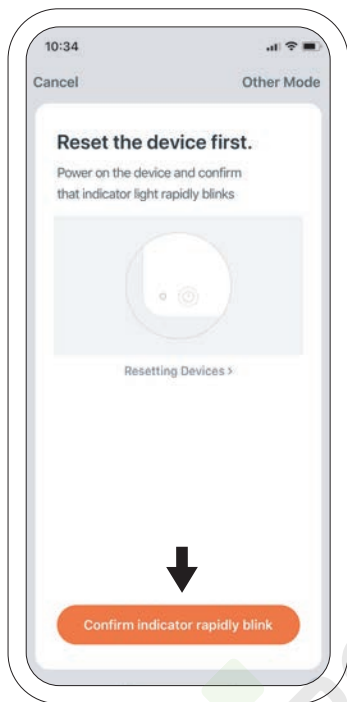 10:34
Cancel
Other Mode
Reset the device first.
Power on the device and confirm
that indicator light rapidly blinks
Resetting Devices >
Confirm indicator rapidly blink